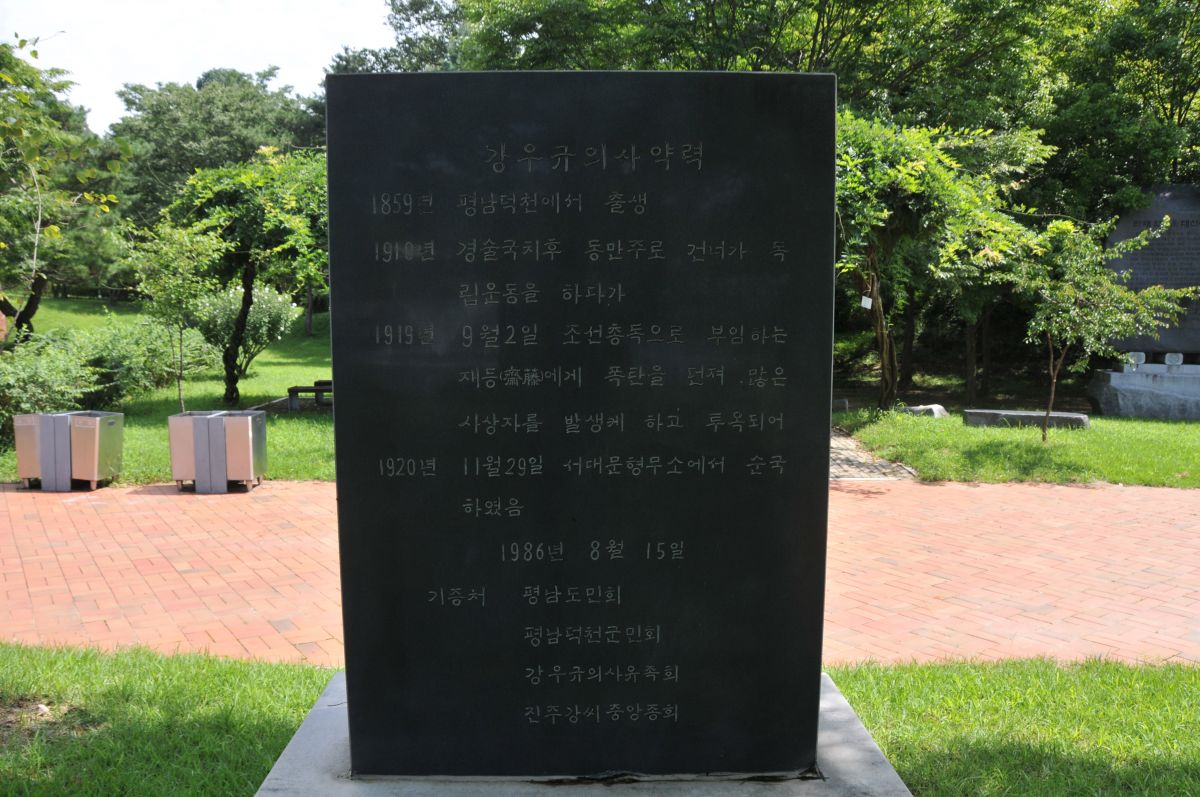 강우규의사약력
1859년 평남덕천에서 출생
1910년 경술국치후 동만주로 건너가 독
립운동을 하다가
1919년 9월2일 조선총독으로 부임하는
재등(齋藤)에게 폭탄을 던져 많은
사상자를 발생케 하고 투옥되어
1920년 11월29일 서대문형무소에서 순국
하였음
1986년 8월 15일
기증처 평남도민회
평남덕천군민회
강우규의사유족회
진주강씨중앙종회